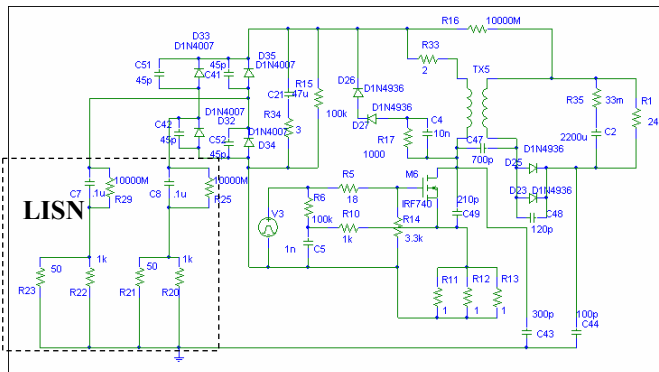 D33
D1N4007
C51
45p
45p
C41
D35
D1N4007
C21
47u
R15
100k
R34
3
D26
D1N4936
D1N4936
D27
R16
10000M
R33
2
TX5
C4
10n
R17
1000
C47
700p
D1N4936
D25
D23
D1N4936
C48
120p
R35
33m
2200u
C2
R1
24
D1N4007
C42
D32
45p
C52
45p
D1N4007
D34
LISN
10000M
C7
.1u
R29
10000M
C8
.1u
R25
50
1k
R23
R22
50
1k
R21
R20
V3
R5
18
R6
100k
R10
1k
1n
C5
R14
3.3k
M6
IRF740
210p
C49
R11
R12
R13
1
1
1
300p
C43
100p
C44